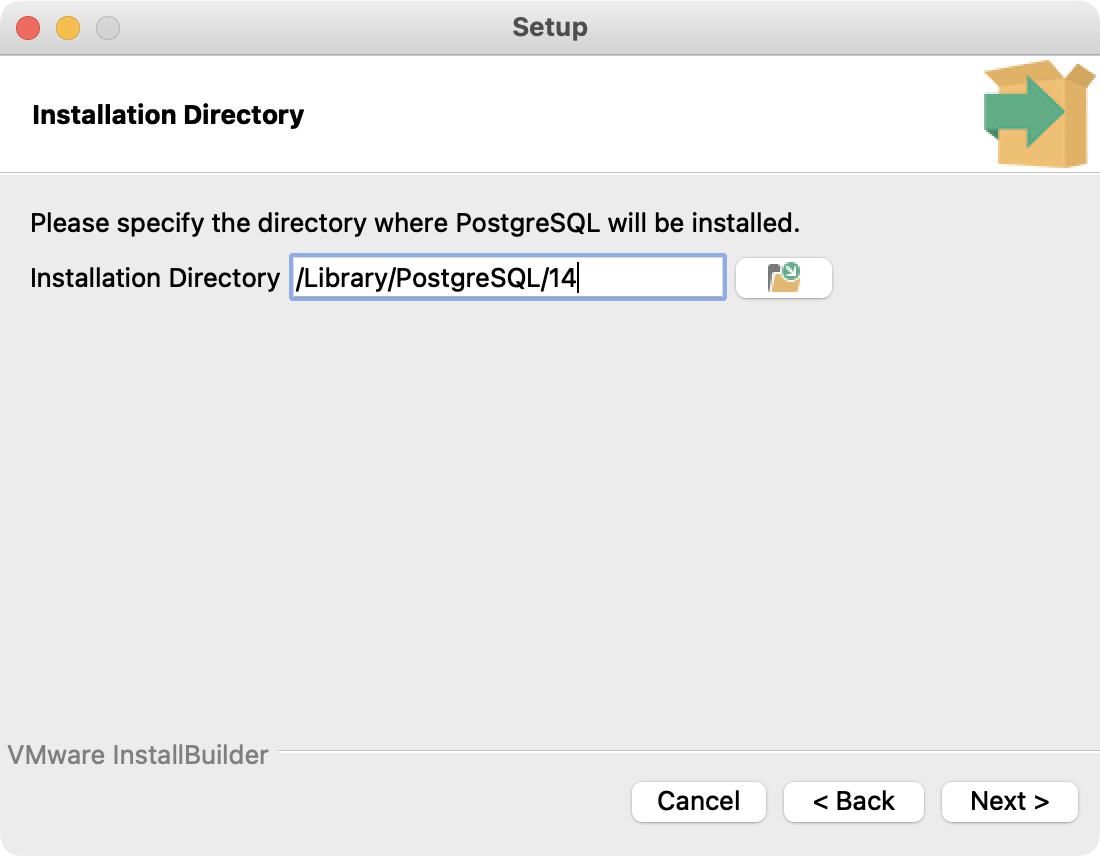 Setup
Installation Directory
Please specify the directory where PostgreSQL will be installed.
Installation Directory /Library/PostgreSQL/14
VMware InstallBuilder
Cancel < Back Next >